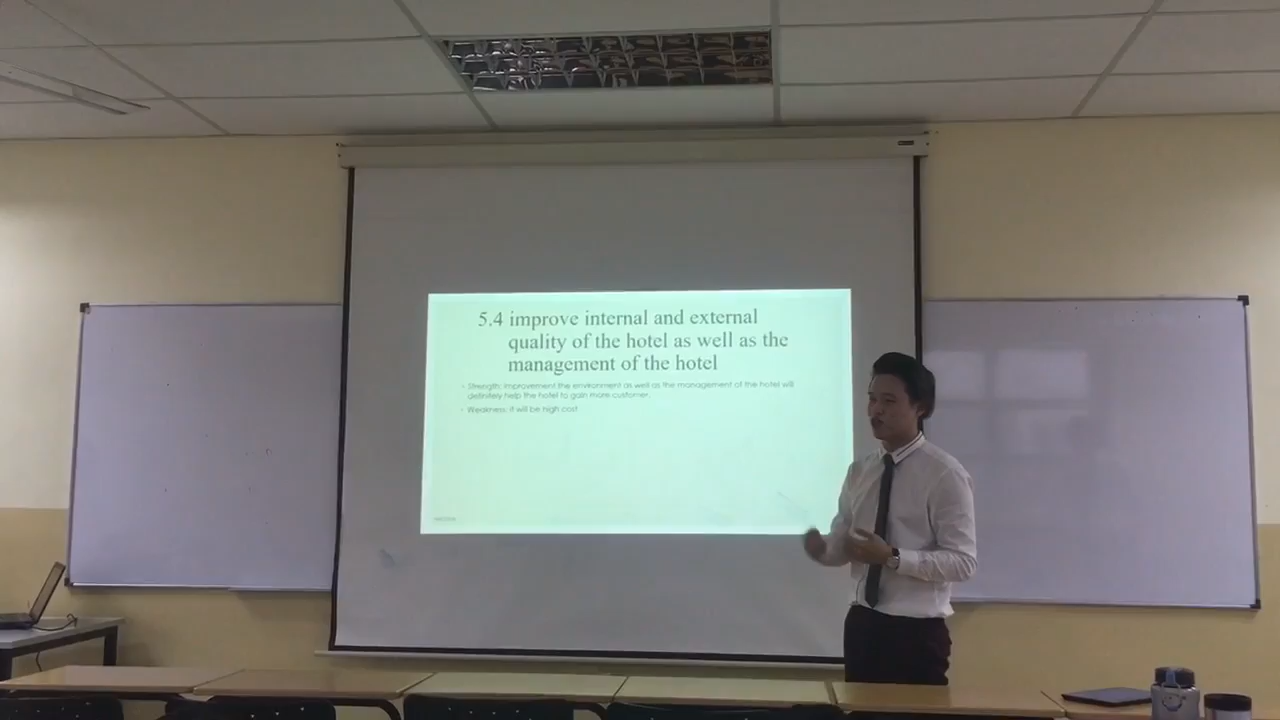 5.4 improve internal and external
quality of the hotel as well as the
management of the hotel
Strength: improvement the environment as well as the management of the hotel will
definitely help the hotel to gain more customer.
Weakness: it will be high cost